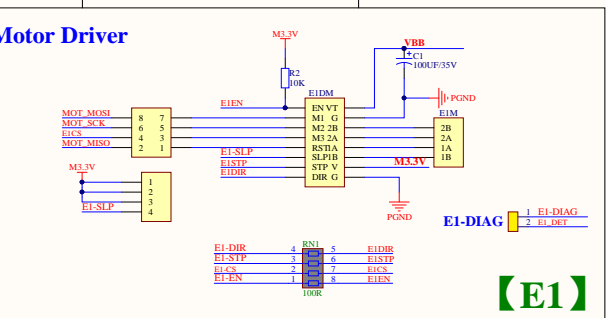 Motor Driver
M3.3V
VBB
C1
100UF/35V
R2
10K
E1DM
PGND
E1EN
EN VT
M1 G
M2 2B
M3 2A
RSTIA
SLP1B
STP V
DIR G
E1M
2B
2A
1A
1B
MOT_MOSI 8 7
MOT_SCK 6 5
E1CS 4 3
MOT_MISO 2 1
E1-SLP
E1STP
E1DIR
M3.3V
M3.3V
1
2
3
E1-SLP 4
PGND
E1-DIAG
1 E1-DIAG
2 E1_DET
RN1
E1-DIR 4 5 E1DIR
E1-STP 3 6 E1STP
E1-CS 2 7 E1CS
E1-EN 1 8 E1EN
100R
【E1】